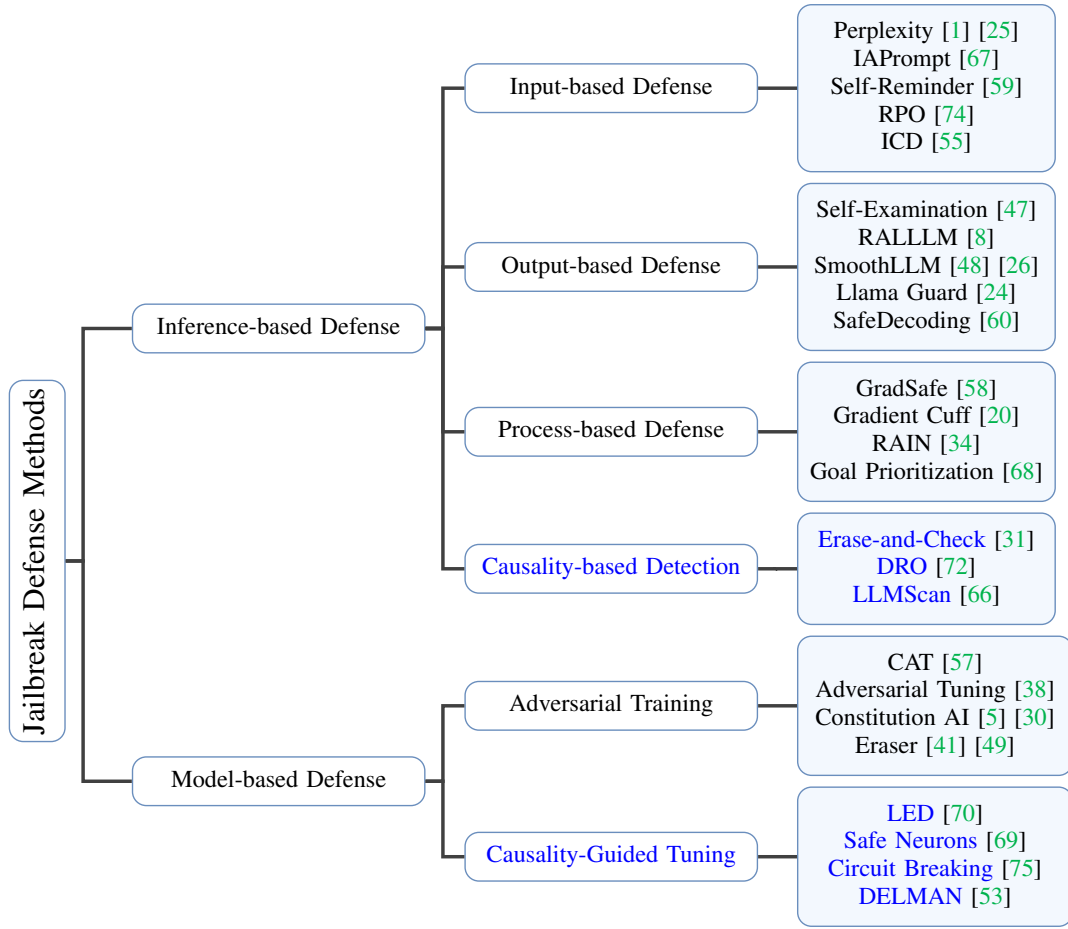 Jailbreak Defense Methods
Inference-based Defense
Input-based Defense
Perplexity [1] [25]
IAPrompt [67]
Self-Reminder [59]
RPO [74]
ICD [55]
Output-based Defense
Self-Examination [47]
RALLLM [8]
SmoothLLM [48] [26]
Llama Guard [24]
SafeDecoding [60]
Process-based Defense
GradSafe [58]
Gradient Cuff [20]
RAIN [34]
Goal Prioritization [68]
Causality-based Detection
Erase-and-Check [31]
DRO [72]
LLMScan [66]
Model-based Defense
Adversarial Training
CAT [57]
Adversarial Tuning [38]
Constitution AI [5] [30]
Eraser [41] [49]
Causality-Guided Tuning
LED [70]
Safe Neurons [69]
Circuit Breaking [75]
DELMAN [53]